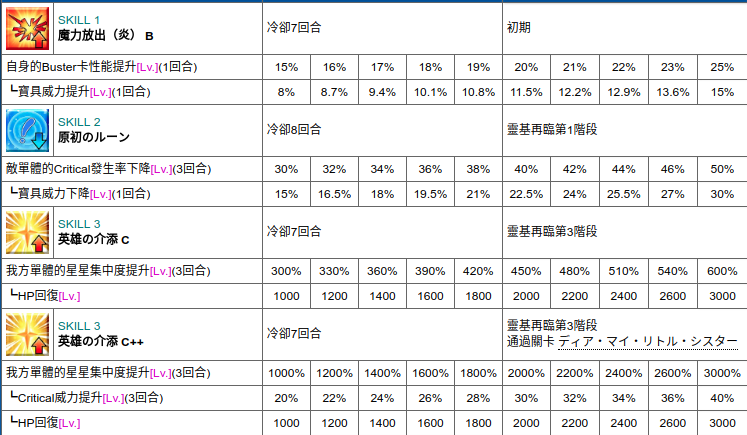 SKILL 1
魔力放出（炎） B
冷卻7回合
初期
自身的Buster卡性能提升[Lv.](1回合) 15% 16% 17% 18% 19% 20% 21% 22% 23% 25%
┗寶具威力提升[Lv.](1回合) 8% 8.7% 9.4% 10.1% 10.8% 11.5% 12.2% 12.9% 13.6% 15%
SKILL 2
原初のルーン
冷卻8回合
靈基再臨第1階段
敵單體的Critical發生率下降[Lv.](3回合) 30% 32% 34% 36% 38% 40% 42% 44% 46% 50%
┗寶具威力下降[Lv.](1回合) 15% 16.5% 18% 19.5% 21% 22.5% 24% 25.5% 27% 30%
SKILL 3
英雄の介添 C
冷卻7回合
靈基再臨第3階段
我方單體的星星集中度提升[Lv.](3回合) 300% 330% 360% 390% 420% 450% 480% 510% 540% 600%
┗HP回復[Lv.] 1000 1200 1400 1600 1800 2000 2200 2400 2600 3000
SKILL 3
英雄の介添 C++
冷卻7回合
靈基再臨第3階段
通過關卡 ディア・マイ・リトル・シスター
我方單體的星星集中度提升[Lv.](3回合) 1000% 1200% 1400% 1600% 1800% 2000% 2200% 2400% 2600% 3000%
┗Critical威力提升[Lv.](3回合) 20% 22% 24% 26% 28% 30% 32% 34% 36% 40%
┗HP回復[Lv.] 1000 1200 1400 1600 1800 2000 2200 2400 2600 3000